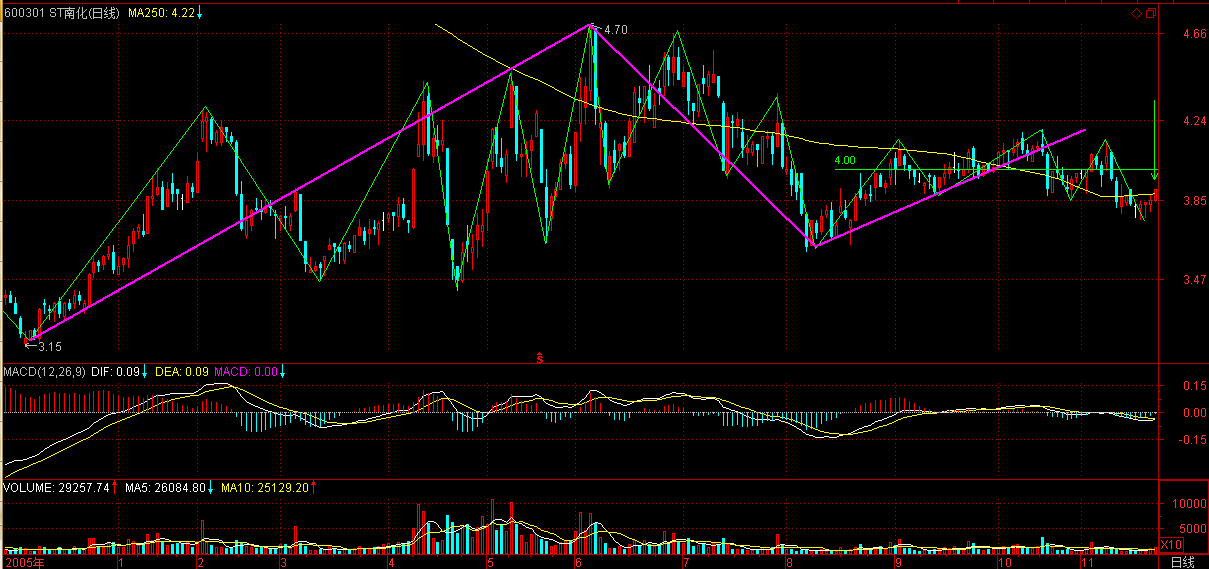 600301 ST南化(日线) MA250: 4.22↓
4.70
4.66
4.24
4.00
3.85
3.47
←3.15
S
MACD(12,26,9) DIF: 0.09↓ DEA: 0.09 MACD: 0.00↓
0.15
0.00
-0.15
VOLUME: 29257.74↑ MA5: 26084.80↓ MA10: 25129.20↑
10000
5000
X10
2005年 1 2 3 4 5 6 7 8 9 10 11 日线